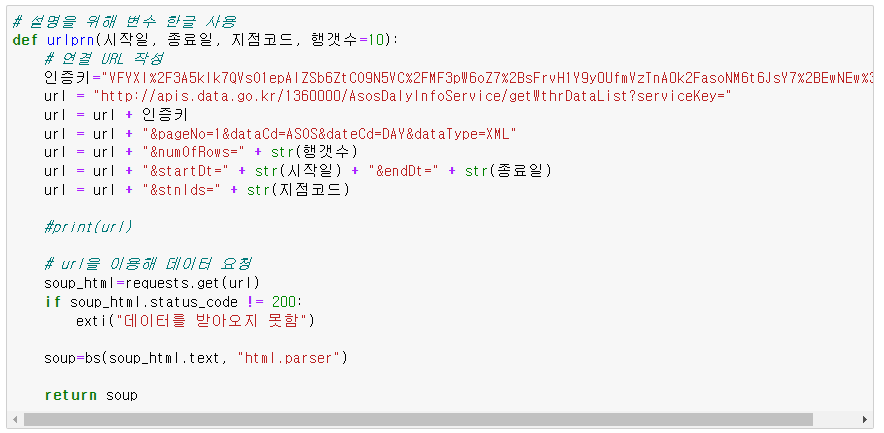 # 설명을 위해 변수 한글 사용
def urlprn(시작일, 종료일, 지점코드, 행갯수=10):
# 연결 URL 작성
인증키="VFYXI%2F3A5kIk7QVsO1epAIZSb6ZtCO9N5VC%2FMF3pW6oZ7%2BsFrvH1Y9yOUfmVzTnAOk2FasoNM6t6JsY7%2BEwNEw%3
url = "http://apis.data.go.kr/1360000/AsosDalyInfoService/getWthrDataList?serviceKey="
url = url + 인증키
url = url + "&pageNo=1&dataCd=ASOS&dateCd=DAY&dataType=XML"
url = url + "&numOfRows=" + str(행갯수)
url = url + "&startDt=" + str(시작일) + "&endDt=" + str(종료일)
url = url + "&stnIds=" + str(지점코드)
#print(url)
# url을 이용해 데이터 요청
soup_html=requests.get(url)
if soup_html.status_code != 200:
exti("데이터를 받아오지 못함")
soup=bs(soup_html.text, "html.parser")
return soup